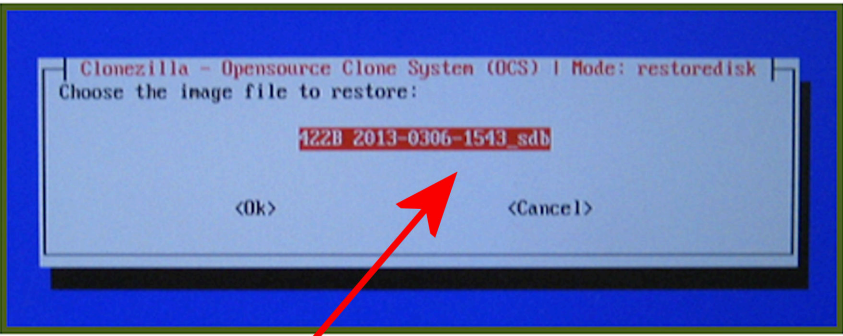 Clonezilla - Opensource Clone System (OCS) | Mode: restoredisk
Choose the image file to restore:
422B 2013-0306-1543_sdb
<Ok> <Cancel>